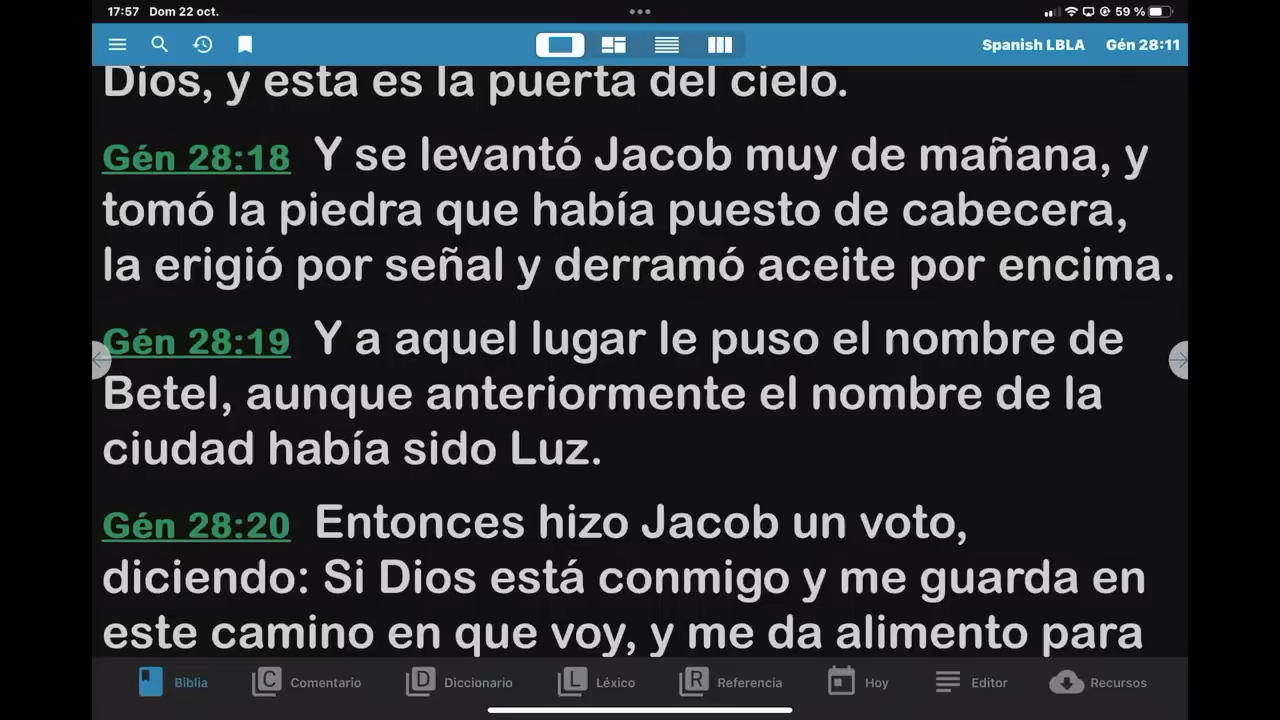 17:57 Dom 22 oct.
59 %
Spanish LBLA Gén 28:11
Dios, y esta es la puerta del cielo.
Gén 28:18 Y se levantó Jacob muy de mañana, y
tomó la piedra que había puesto de cabecera,
la erigió por señal y derramó aceite por encima.
Gén 28:19 Y a aquel lugar le puso el nombre de
Betel, aunque anteriormente el nombre de la
ciudad había sido Luz.
Gén 28:20 Entonces hizo Jacob un voto,
diciendo: Si Dios está conmigo y me guarda en
este camino en que voy, y me da alimento para
Biblia C Comentario D Diccionario L Léxico R Referencia Hoy Editor Recursos